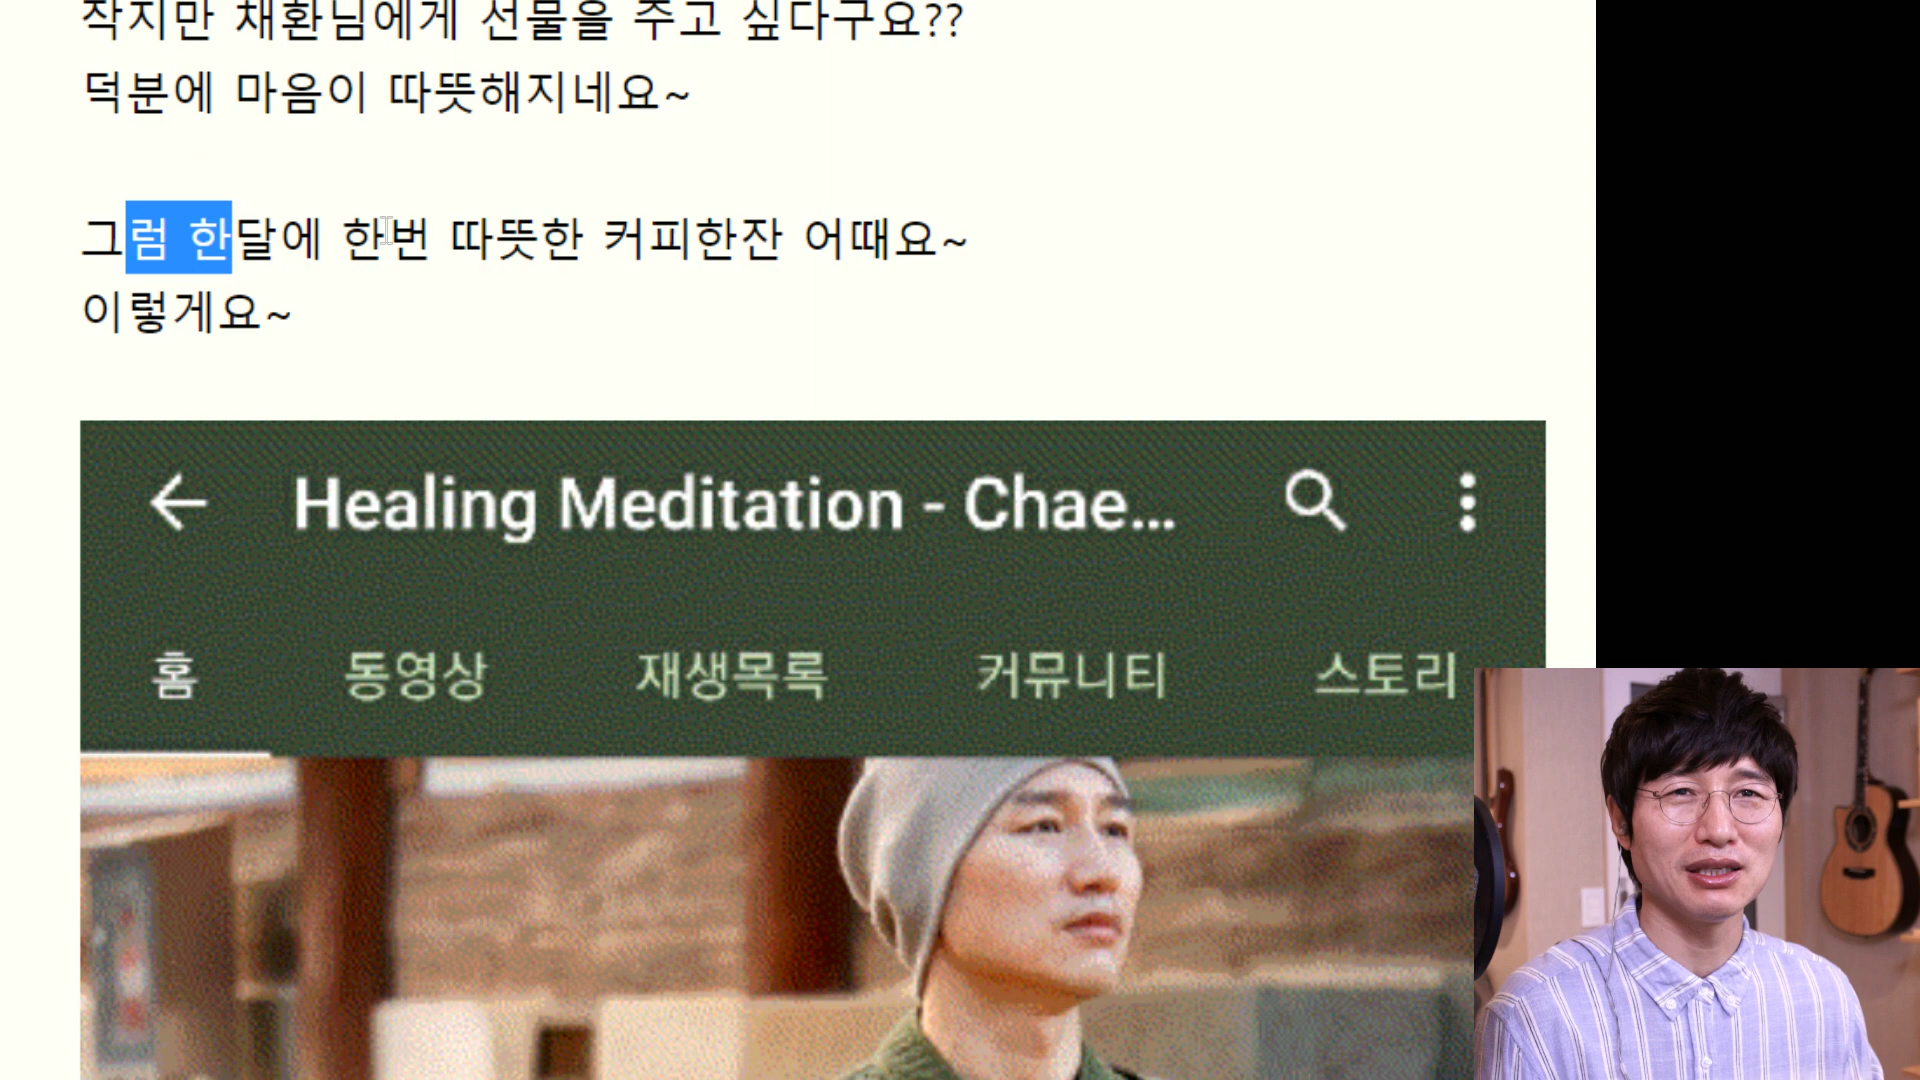 작지만 채환님에게 선물을 주고 싶다구요??
덕분에 마음이 따뜻해지네요~
그럼 한달에 한번 따뜻한 커피한잔 어때요~
이렇게요~
Healing Meditation - Chae...
홈 동영상 재생목록 커뮤니티 스토리